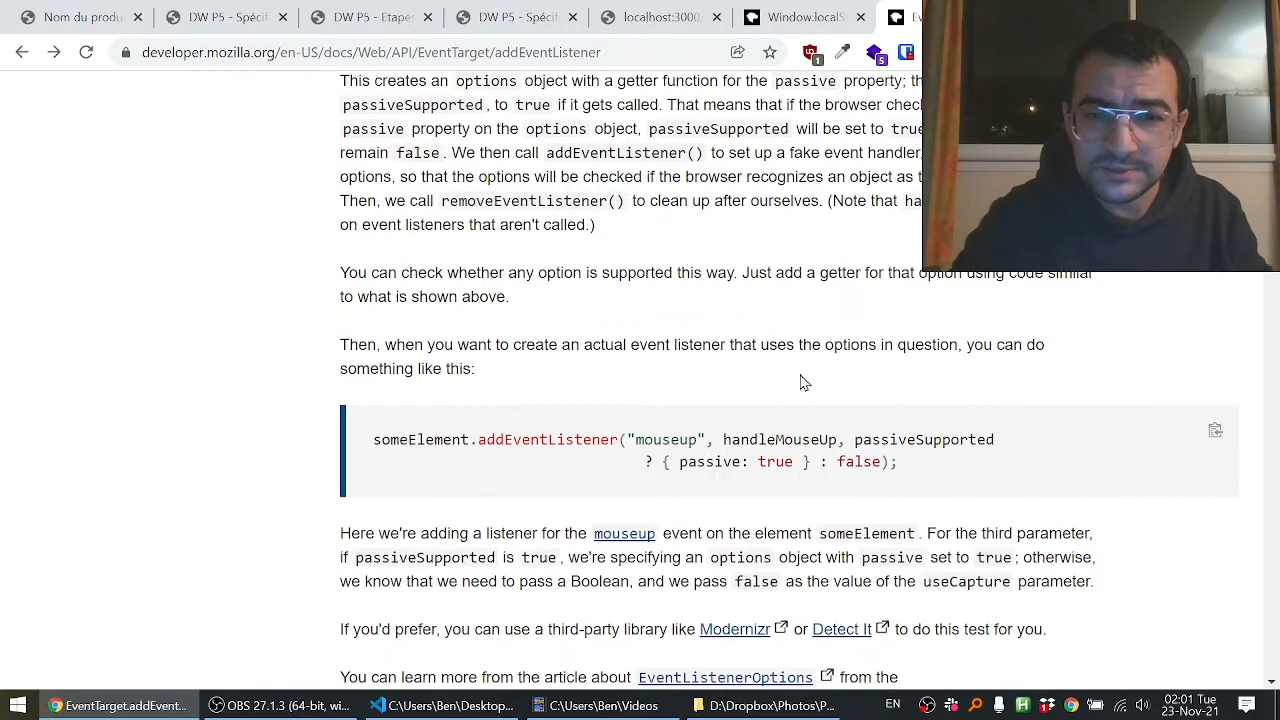 Nom du produ
5 - Spécif
DW P5 - Etape
DW P5 - Spécif
localhost:3000/
Window.localS
developer.mozilla.org/en-US/docs/Web/API/EventTarget/addEventListener
1
5
This creates an options object with a getter function for the passive property;
passiveSupported, to true if it gets called. That means that if the browser
passive property on the options object, passiveSupported will be set to
remain false. We then call addEventListener() to set up a fake event handler,
options, so that the options will be checked if the browser recognizes an object as
Then, we call removeEventListener() to clean up after ourselves. (Note that
on event listeners that aren't called.)
You can check whether any option is supported this way. Just add a getter for that option using code similar
to what is shown above.
Then, when you want to create an actual event listener that uses the options in question, you can do
something like this:
someElement.addEventListener("mouseup", handleMouseUp, passiveSupported
? { passive: true } : false);
Here we're adding a listener for the mouseup event on the element someElement. For the third parameter,
if passiveSupported is true, we're specifying an options object with passive set to true; otherwise,
we know that we need to pass a Boolean, and we pass false as the value of the useCapture parameter.
If you'd prefer, you can use a third-party library like Modernizr or Detect It to do this test for you.
You can learn more from the article about EventListenerOptions from the
EventTarget.addEvent...
OBS 27.1.3 (64-bit, wi...
C:\Users\Ben\Desktop...
C:\Users\Ben\Videos
D:\Dropbox\Photos\P...
EN
02:01 Tue
23-Nov-21